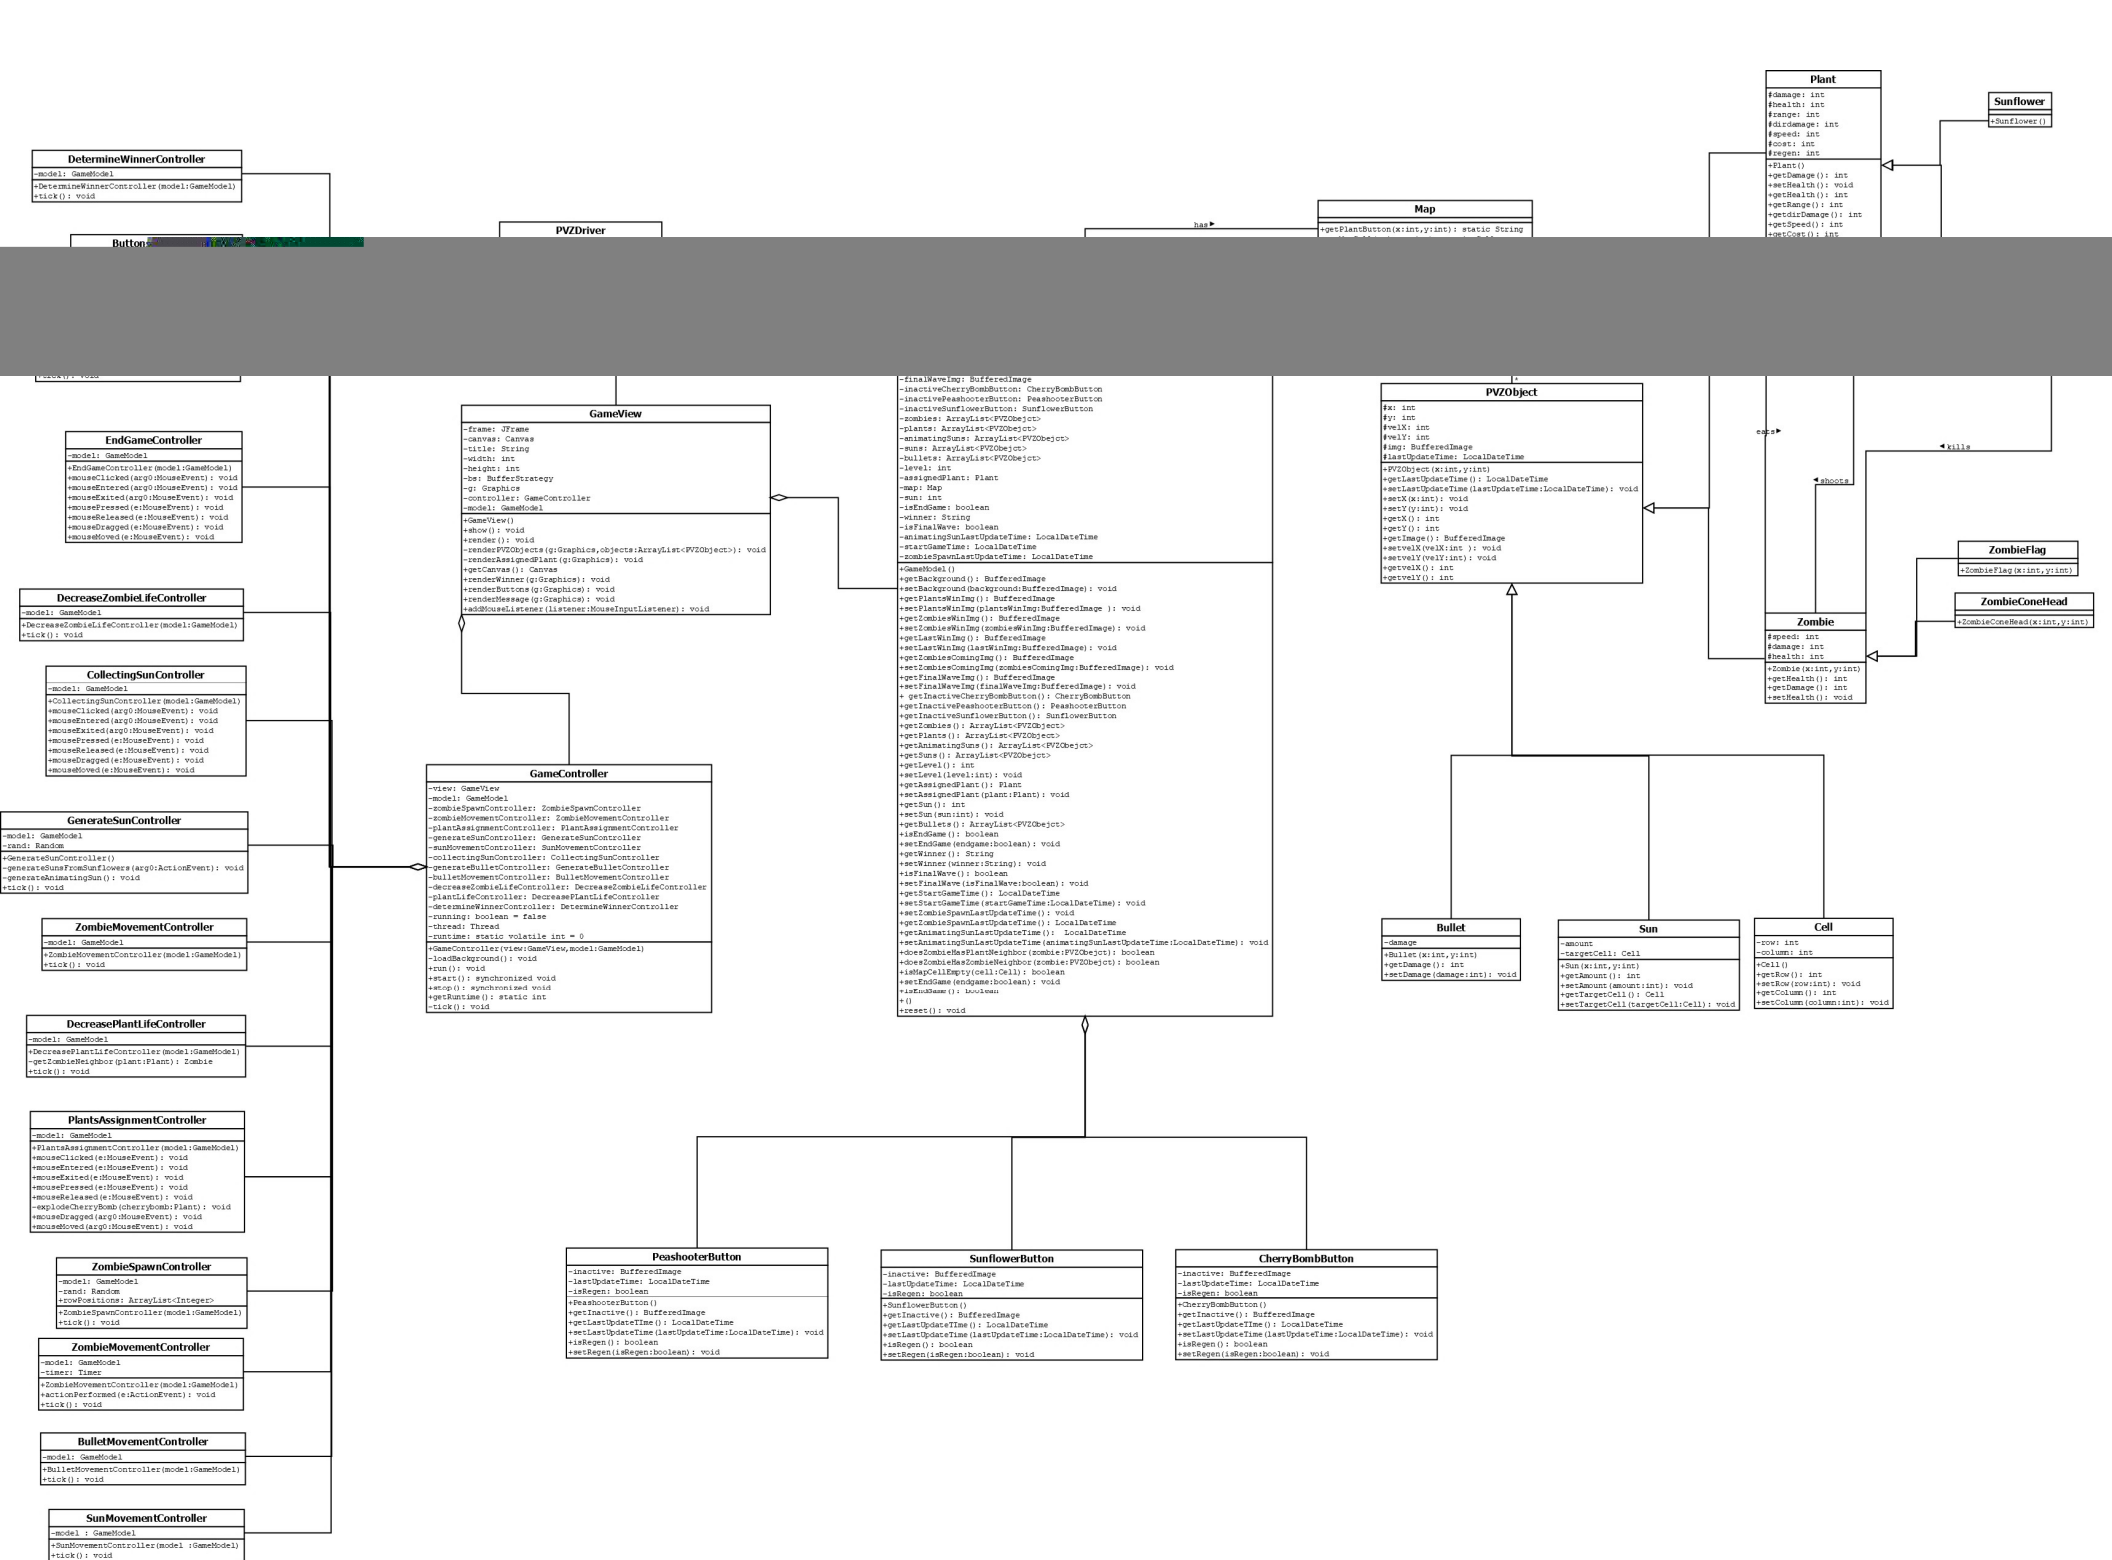 Plant
#damage: int
#health: int
#range: int
#dirdamage: int
#speed: int
#cost: int
#regen: int
+Plant()
+getDamage(): int
+setHealth(): void
+getHealth(): int
+getRange(): int
+getdirDamage(): int
+getSpeed(): int
+getCost(): int
Sunflower
+Sunflower()
DetermineWinnerController
-model: GameModel
+DetermineWinnerController(model:GameModel)
+tick(): void
PVZDriver
has
Map
+getPlantButton(x:int,y:int): static String
EndGameController
-model: GameModel
+EndGameController(model:GameModel)
+mouseClicked(arg0:MouseEvent): void
+mouseEntered(arg0:MouseEvent): void
+mouseExited(arg0:MouseEvent): void
+mousePressed(e:MouseEvent): void
+mouseReleased(e:MouseEvent): void
+mouseDragged(e:MouseEvent): void
+mouseMoved(e:MouseEvent): void
DecreaseZombieLifeController
-model: GameModel
+DecreaseZombieLifeController(model:GameModel)
+tick(): void
CollectingSunController
-model: GameModel
+CollectingSunController(model:GameModel)
+mouseClicked(arg0:MouseEvent): void
+mouseEntered(arg0:MouseEvent): void
+mouseExited(arg0:MouseEvent): void
+mousePressed(e:MouseEvent): void
+mouseReleased(e:MouseEvent): void
+mouseDragged(e:MouseEvent): void
+mouseMoved(e:MouseEvent): void
GenerateSunController
-model: GameModel
-rand: Random
+GenerateSunController()
-generateSunsFromSunflowers(arg0:ActionEvent): void
-generateAnimatingSun(): void
+tick(): void
ZombieMovementController
-model: GameModel
+ZombieMovementController(model:GameModel)
+tick(): void
DecreasePlantLifeController
-model: GameModel
+DecreasePlantLifeController(model:GameModel)
-getZombieNeighbor(plant:Plant): Zombie
+tick(): void
PlantsAssignmentController
-model: GameModel
+PlantsAssignmentController(model:GameModel)
+mouseClicked(e:MouseEvent): void
+mouseEntered(e:MouseEvent): void
+mouseExited(e:MouseEvent): void
+mousePressed(e:MouseEvent): void
+mouseReleased(e:MouseEvent): void
-explodeCherryBomb(cherrybomb:Plant): void
+mouseDragged(arg0:MouseEvent): void
+mouseMoved(arg0:MouseEvent): void
ZombieSpawnController
-model: GameModel
-rand: Random
+rowPositions: ArrayList<Integer>
+ZombieSpawnController(model:GameModel)
+tick(): void
ZombieMovementController
-model: GameModel
-timer: Timer
+ZombieMovementController(model:GameModel)
+actionPerformed(e:ActionEvent): void
+tick(): void
BulletMovementController
-model: GameModel
+BulletMovementController(model:GameModel)
+tick(): void
SunMovementController
-model : GameModel
+SunMovementController(model :GameModel)
+tick(): void
GameView
-frame: JFrame
-canvas: Canvas
-title: String
-width: int
-height: int
-bs: BufferStrategy
-g: Graphics
-controller: GameController
-model: GameModel
+GameView()
+show(): void
+render(): void
-renderPVZObjects(g:Graphics,objects:ArrayList<PVZObject>): void
-renderAssignedPlant(g:Graphics): void
+getCanvas(): Canvas
+renderWinner(g:Graphics): void
+renderButtons(g:Graphics): void
+renderMessage(g:Graphics): void
+addMouseListener(listener:MouseInputListener): void
GameController
-view: GameView
-model: GameModel
-zombieSpawnController: ZombieSpawnController
-zombieMovementController: ZombieMovementController
-plantAssignmentController: PlantAssignmentController
-generateSunController: GenerateSunController
-sunMovementController: SunMovementController
-collectingSunController: CollectingSunController
-generateBulletController: GenerateBulletController
-bulletMovementController: BulletMovementController
-decreaseZombieLifeController: DecreaseZombieLifeController
-plantLifeController: DecreasePLantLifeController
-determineWinnerController: DetermineWinnerController
-running: boolean = false
-thread: Thread
-runtime: static volatile int = 0
+GameController(view:GameView,model:GameModel)
-loadBackground(): void
+run(): void
+start(): synchronized void
+stop(): synchronized void
+getRuntime(): static int
-tick(): void
-finalWaveImg: BufferedImage
-inactiveCherryBombButton: CherryBombButton
-inactivePeashooterButton: PeashooterButton
-inactiveSunflowerButton: SunflowerButton
-zombies: ArrayList<PVZObejct>
-plants: ArrayList<PVZObejct>
-animatingSuns: ArrayList<PVZObejct>
-suns: ArrayList<PVZObejct>
-bullets: ArrayList<PVZObejct>
-level: int
-assignedPlant: Plant
-map: Map
-sun: int
-isEndGame: boolean
-winner: String
-isFinalWave: boolean
-animatingSunLastUpdateTime: LocalDateTime
-startGameTime: LocalDateTime
-zombieSpawnLastUpdateTime: LocalDateTime
+GameModel()
+getBackground(): BufferedImage
+setBackground(background:BufferedImage): void
+getPlantsWinImg(): BufferedImage
+setPlantsWinImg(plantsWinImg:BufferedImage ): void
+getZombiesWinImg(): BufferedImage
+setZombiesWinImg(zombiesWinImg:BufferedImage): void
+getLastWinImg(): BufferedImage
+setLastWinImg(lastWinImg:BufferedImage): void
+getZombiesComingImg(): BufferedImage
+setZombiesComingImg(zombiesComingImg:BufferedImage): void
+getFinalWaveImg(): BufferedImage
+setFinalWaveImg(finalWaveImg:BufferedImage): void
+ getInactiveCherryBombButton(): CherryBombButton
+getInactivePeashooterButton(): PeashooterButton
+getInactiveSunflowerButton(): SunflowerButton
+getZombies(): ArrayList<PVZObject>
+getPlants(): ArrayList<PVZObject>
+getAnimatingSuns(): ArrayList<PVZObejct>
+getSuns(): ArrayList<PVZObejct>
+getLevel(): int
+setLevel(level:int): void
+getAssignedPlant(): Plant
+setAssignedPlant(plant:Plant): void
+getSun(): int
+setSun(sun:int): void
+getBullets(): ArrayList<PVZObejct>
+isEndGame(): boolean
+setEndGame(endgame:boolean): void
+getWinner(): String
+setWinner(winner:String): void
+isFinalWave(): boolean
+setFinalWave(isFinalWave:boolean): void
+getStartGameTime(): LocalDateTime
+setStartGameTime(startGameTime:LocalDateTime): void
+setZombieSpawnLastUpdateTime(): void
+getZombieSpawnLastUpdateTime(): LocalDateTime
+getAnimatingSunLastUpdateTime(): LocalDateTime
+setAnimatingSunLastUpdateTime(animatingSunLastUpdateTime:LocalDateTime): void
+doesZombieHasPlantNeighbor(zombie:PVZObejct): boolean
+doesZombieHasZombieNeighbor(zombie:PVZObejct): boolean
+isMapCellEmpty(cell:Cell): boolean
+setEndGame(endgame:boolean): void
+isEndGame(): boolean
+()
+reset(): void
PeashooterButton
-inactive: BufferedImage
-lastUpdateTime: LocalDateTime
-isRegen: boolean
+PeashooterButton()
+getInactive(): BufferedImage
+getLastUpdateTIme(): LocalDateTime
+setLastUpdateTime(lastUpdateTime:LocalDateTime): void
+isRegen(): boolean
+setRegen(isRegen:boolean): void
SunflowerButton
-inactive: BufferedImage
-lastUpdateTime: LocalDateTime
-isRegen: boolean
+SunflowerButton()
+getInactive(): BufferedImage
+getLastUpdateTIme(): LocalDateTime
+setLastUpdateTime(lastUpdateTime:LocalDateTime): void
+isRegen(): boolean
+setRegen(isRegen:boolean): void
CherryBombButton
-inactive: BufferedImage
-lastUpdateTime: LocalDateTime
-isRegen: boolean
+CherryBombButton()
+getInactive(): BufferedImage
+getLastUpdateTIme(): LocalDateTime
+setLastUpdateTime(lastUpdateTime:LocalDateTime): void
+isRegen(): boolean
+setRegen(isRegen:boolean): void
*
PVZObject
#x: int
#y: int
#velX: int
#velY: int
#img: BufferedImage
#lastUpdateTime: LocalDateTime
+PVZObject(x:int,y:int)
+getLastUpdateTime(): LocalDateTime
+setLastUpdateTime(lastUpdateTime:LocalDateTime): void
+setX(x:int): void
+setY(y:int): void
+getX(): int
+getY(): int
+getImage(): BufferedImage
+setvelX(velX:int ): void
+setvelY(velY:int): void
+getvelX(): int
+getvelY(): int
eats
kills
shoots
ZombieFlag
+ZombieFlag(x:int,y:int)
ZombieConeHead
+ZombieConeHead(x:int,y:int)
Zombie
#speed: int
#damage: int
#health: int
+Zombie(x:int,y:int)
+getHealth(): int
+getDamage(): int
+setHealth(): void
Bullet
-damage
+Bullet(x:int,y:int)
+getDamage(): int
+setDamage(damage:int): void
Sun
-amount
-targetCell: Cell
+Sun(x:int,y:int)
+getAmount(): int
+setAmount(amount:int): void
+getTargetCell(): Cell
+setTargetCell(targetCell:Cell): void
Cell
-row: int
-column: int
+Cell()
+getRow(): int
+setRow(row:int): void
+getColumn(): int
+setColumn(column:int): void